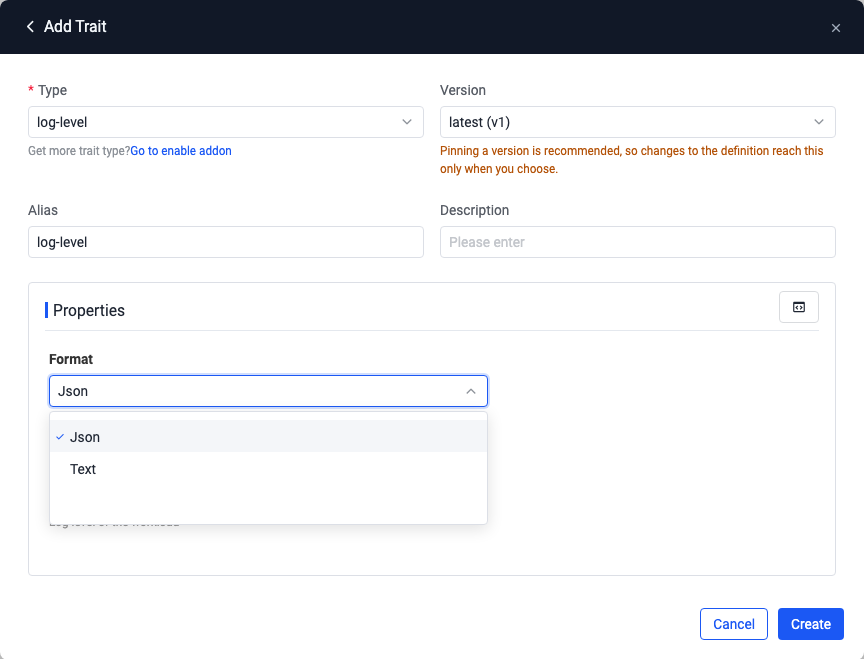 Add Trait
* Type
Version
log-level
latest (v1)
Get more trait type?Go to enable addon
Pinning a version is recommended, so changes to the definition reach this
only when you choose.
Alias
Description
log-level
Please enter
Properties
Format
Json
Json
Text
Cancel
Create